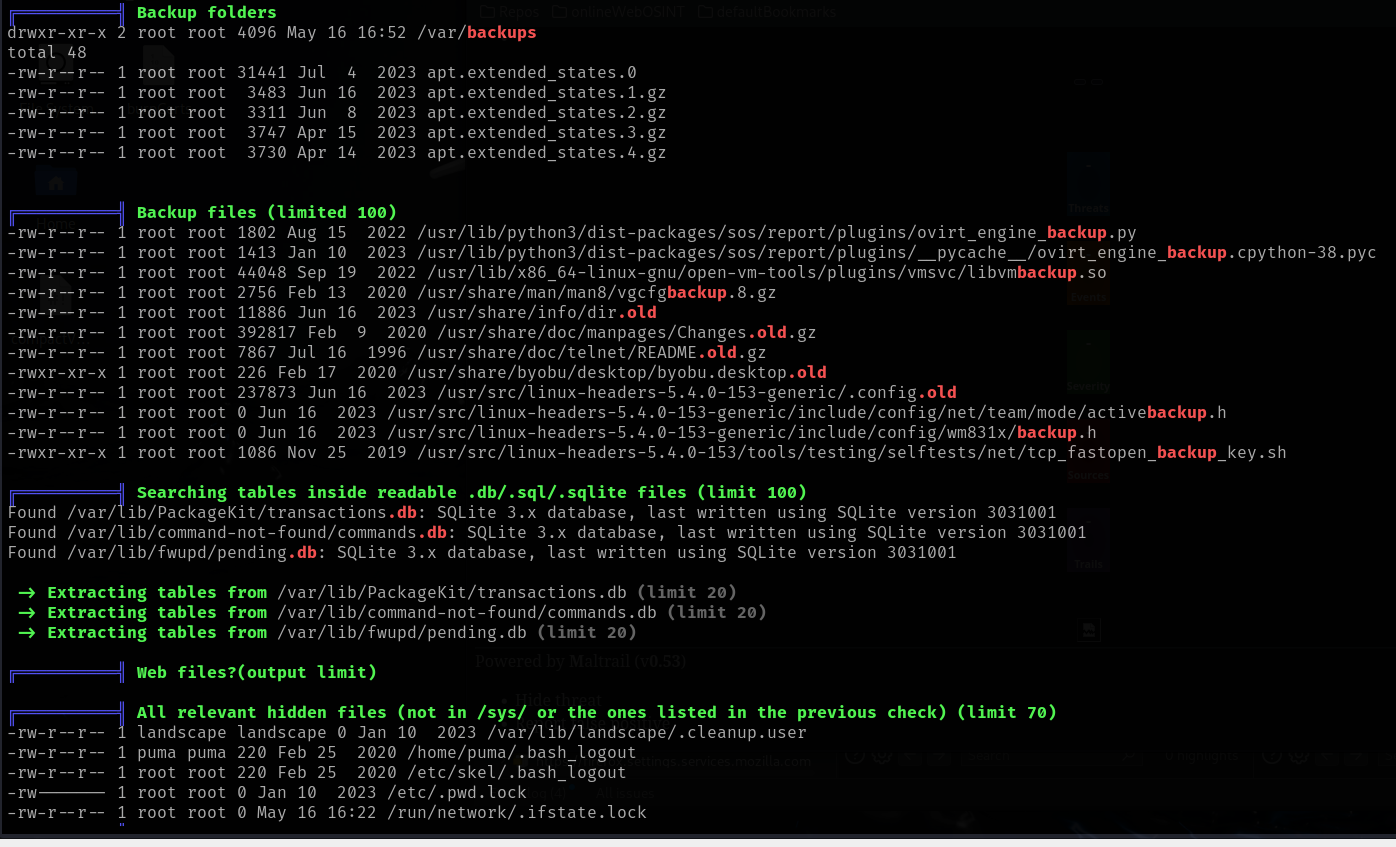 Repos onimeWebOSINT defaultBookmarks
╔══════════╣ Backup folders
drwxr-xr-x 2 root root 4096 May 16 16:52 /var/backups
total 48
-rw-r--r-- 1 root root 31441 Jul  4  2023 apt.extended_states.0
-rw-r--r-- 1 root root  3483 Jun 16  2023 apt.extended_states.1.gz
-rw-r--r-- 1 root root  3311 Jun  8  2023 apt.extended_states.2.gz
-rw-r--r-- 1 root root  3747 Apr 15  2023 apt.extended_states.3.gz
-rw-r--r-- 1 root root  3730 Apr 14  2023 apt.extended_states.4.gz
╔══════════╣ Backup files (limited 100)
-rw-r--r-- 1 root root 1802 Aug 15  2022 /usr/lib/python3/dist-packages/sos/report/plugins/ovirt_engine_backup.py
-rw-r--r-- 1 root root 1413 Jan 10  2023 /usr/lib/python3/dist-packages/sos/report/plugins/__pycache__/ovirt_engine_backup.cpython-38.pyc
-rw-r--r-- 1 root root 44048 Sep 19  2022 /usr/lib/x86_64-linux-gnu/open-vm-tools/plugins/vmsvc/libvmbackup.so
-rw-r--r-- 1 root root 2756 Feb 13  2020 /usr/share/man/man8/vgcfgbackup.8.gz
-rw-r--r-- 1 root root 11886 Jun 16  2023 /usr/share/info/dir.old
-rw-r--r-- 1 root root 392817 Feb  9  2020 /usr/share/doc/manpages/Changes.old.gz
-rw-r--r-- 1 root root 7867 Jul 16  1996 /usr/share/doc/telnet/README.old.gz
-rwxr-xr-x 1 root root 226 Feb 17  2020 /usr/share/byobu/desktop/byobu.desktop.old
-rw-r--r-- 1 root root 237873 Jun 16  2023 /usr/src/linux-headers-5.4.0-153-generic/.config.old
-rw-r--r-- 1 root root 0 Jun 16  2023 /usr/src/linux-headers-5.4.0-153-generic/include/config/net/team/mode/activebackup.h
-rw-r--r-- 1 root root 0 Jun 16  2023 /usr/src/linux-headers-5.4.0-153-generic/include/config/wm831x/backup.h
-rwxr-xr-x 1 root root 1086 Nov 25  2019 /usr/src/linux-headers-5.4.0-153/tools/testing/selftests/net/tcp_fastopen_backup_key.sh
╔══════════╣ Searching tables inside readable .db/.sql/.sqlite files (limit 100)
Found /var/lib/PackageKit/transactions.db: SQLite 3.x database, last written using SQLite version 3031001
Found /var/lib/command-not-found/commands.db: SQLite 3.x database, last written using SQLite version 3031001
Found /var/lib/fwupd/pending.db: SQLite 3.x database, last written using SQLite version 3031001
-> Extracting tables from /var/lib/PackageKit/transactions.db (limit 20)
-> Extracting tables from /var/lib/command-not-found/commands.db (limit 20)
-> Extracting tables from /var/lib/fwupd/pending.db (limit 20)
Powered by Maltrail (v0.53)
╔══════════╣ Web files?(output limit)
╔══════════╣ All relevant hidden files (not in /sys/ or the ones listed in the previous check) (limit 70)
-rw-r--r-- 1 landscape landscape 0 Jan 10  2023 /var/lib/landscape/.cleanup.user
-rw-r--r-- 1 puma puma 220 Feb 25  2020 /home/puma/.bash_logout
-rw-r--r-- 1 root root 220 Feb 25  2020 /etc/skel/.bash_logout
-rw------- 1 root root 0 Jan 10  2023 /etc/.pwd.lock
-rw-r--r-- 1 root root 0 May 16 16:22 /run/network/.ifstate.lock
Threats
Events
Severity
Sources
Trails